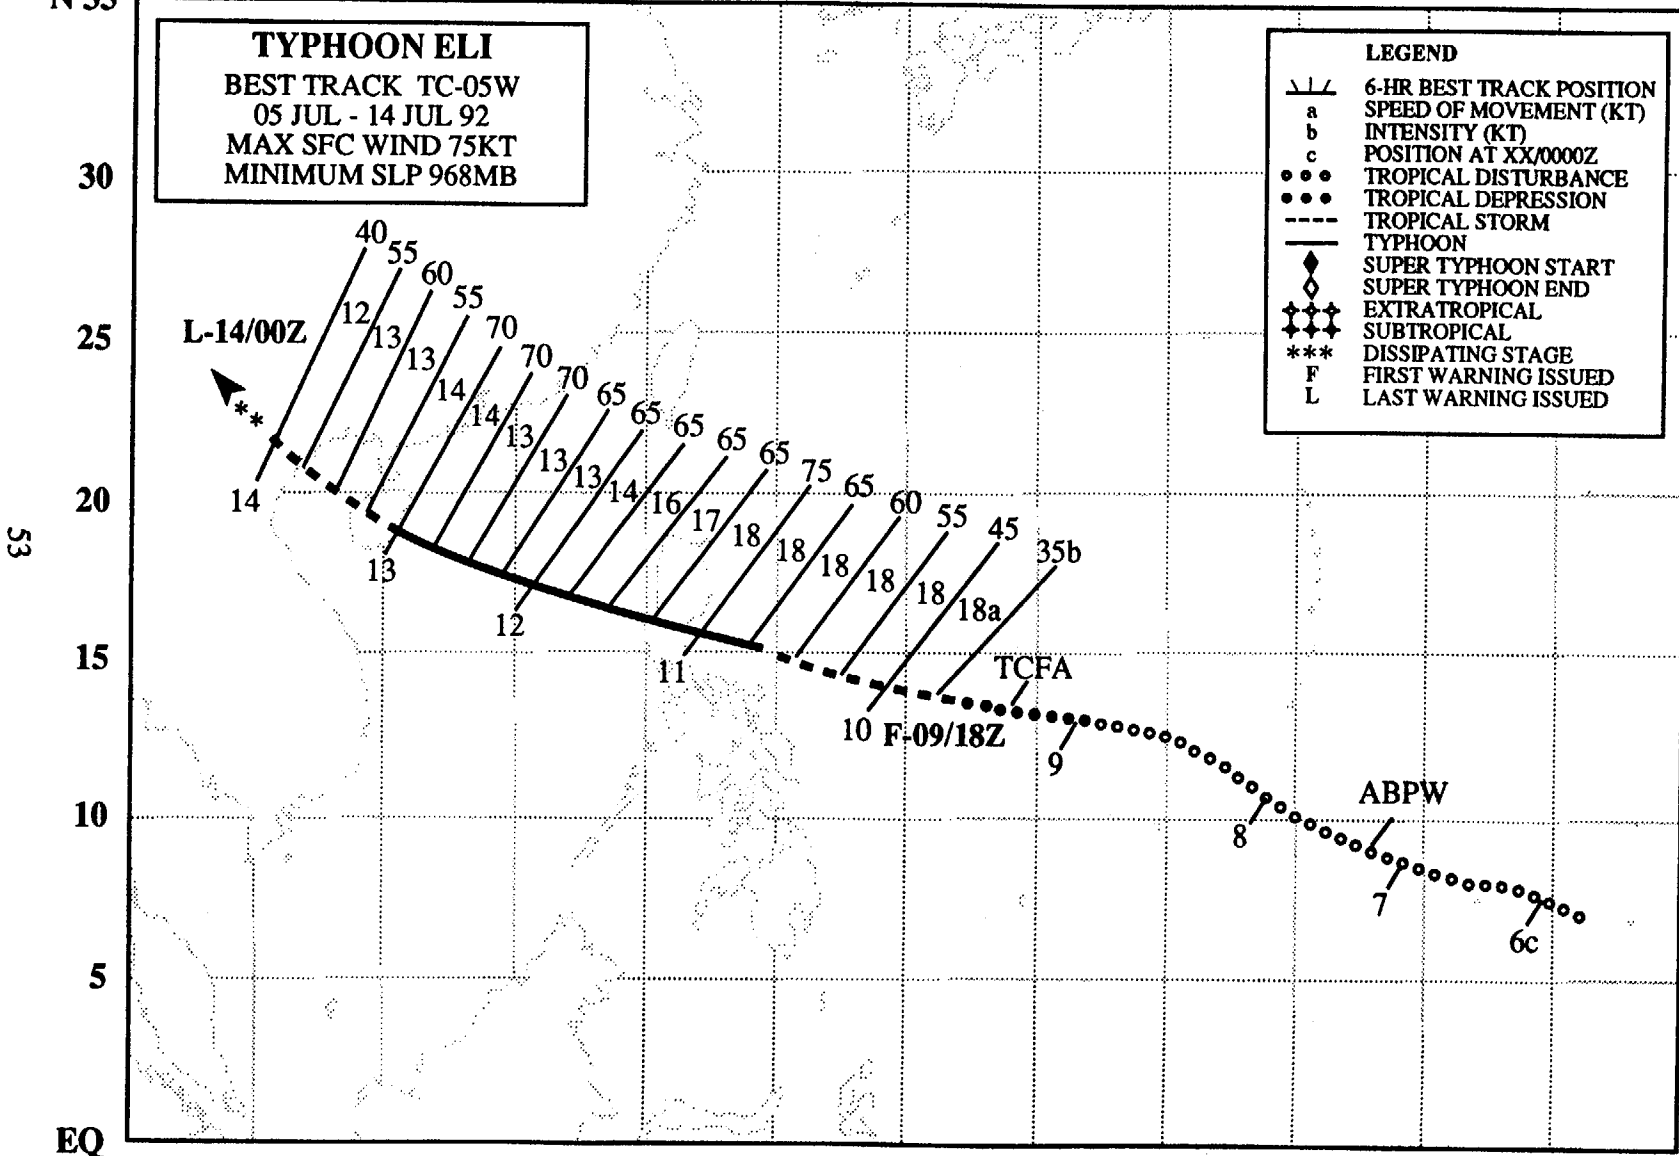 N 35
TYPHOON ELI
BEST TRACK TC-05W
05 JUL - 14 JUL 92
MAX SFC WIND 75KT
MINIMUM SLP 968MB
LEGEND
6-HR BEST TRACK POSITION
a SPEED OF MOVEMENT (KT)
b INTENSITY (KT)
c POSITION AT XX/0000Z
TROPICAL DISTURBANCE
TROPICAL DEPRESSION
TROPICAL STORM
TYPHOON
SUPER TYPHOON START
SUPER TYPHOON END
EXTRATROPICAL
SUBTROPICAL
*** DISSIPATING STAGE
F FIRST WARNING ISSUED
L LAST WARNING ISSUED
30
25
20
15
10
5
EQ
53
L-14/00Z
40
55
60
55
70
70
70
65
65
65
65
65
75
65
60
55
45
35b
12
13
13
14
14
13
13
13
14
16
17
18
18
18
18
18
18a
14
13
12
11
10
F-09/18Z
TCFA
9
8
ABPW
7
6c